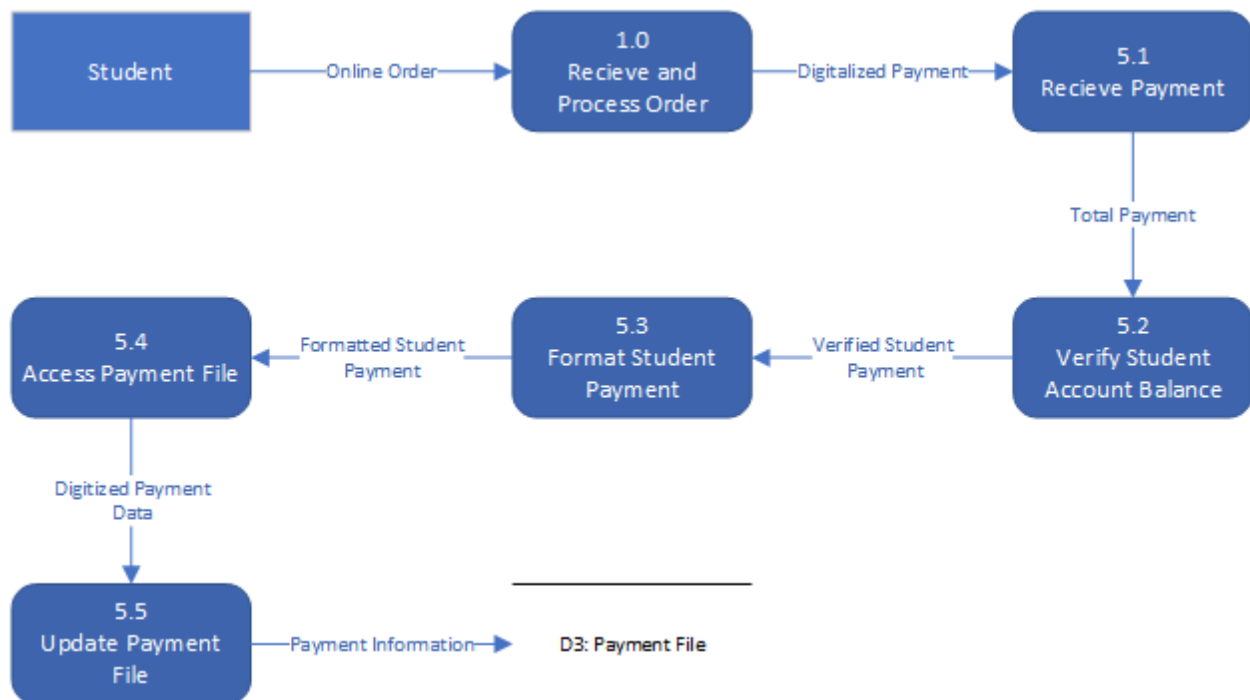 Student
Online Order
1.0
Recieve and
Process Order
Digitalized Payment
5.1
Recieve Payment
Total Payment
5.2
Verify Student
Account Balance
Verified Student
Payment
5.3
Format Student
Payment
Formatted Student
Payment
5.4
Access Payment File
Digitized Payment
Data
5.5
Update Payment
File
Payment Information
D3: Payment File